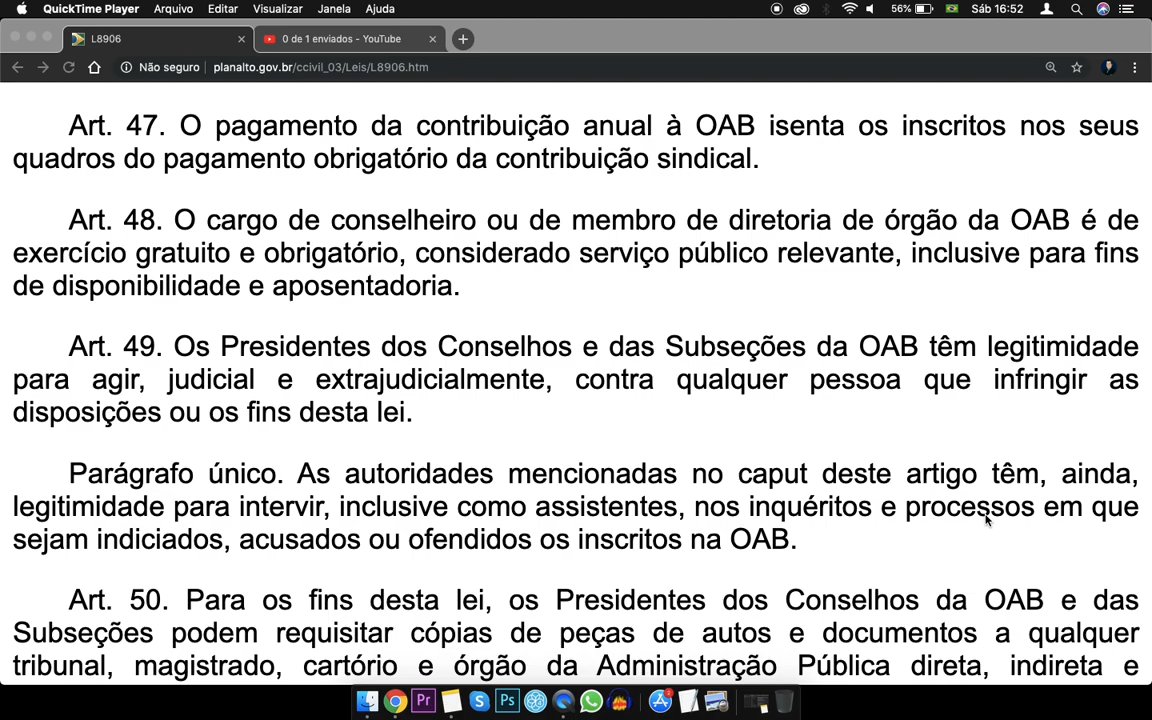 QuickTime Player Arquivo Editar Visualizar Janela Ajuda 56% Sáb 16:52
L8906 0 de 1 enviados - YouTube
Não seguro planalto.gov.br/ccivil_03/Leis/L8906.htm
Art. 47. O pagamento da contribuição anual à OAB isenta os inscritos nos seus
quadros do pagamento obrigatório da contribuição sindical.
Art. 48. O cargo de conselheiro ou de membro de diretoria de órgão da OAB é de
exercício gratuito e obrigatório, considerado serviço público relevante, inclusive para fins
de disponibilidade e aposentadoria.
Art. 49. Os Presidentes dos Conselhos e das Subseções da OAB têm legitimidade
para agir, judicial e extrajudicialmente, contra qualquer pessoa que infringir as
disposições ou os fins desta lei.
Parágrafo único. As autoridades mencionadas no caput deste artigo têm, ainda,
legitimidade para intervir, inclusive como assistentes, nos inquéritos e processos em que
sejam indiciados, acusados ou ofendidos os inscritos na OAB.
Art. 50. Para os fins desta lei, os Presidentes dos Conselhos da OAB e das
Subseções podem requisitar cópias de peças de autos e documentos a qualquer
tribunal, magistrado, cartório e órgão da Administração Pública direta, indireta e
Pr Ps